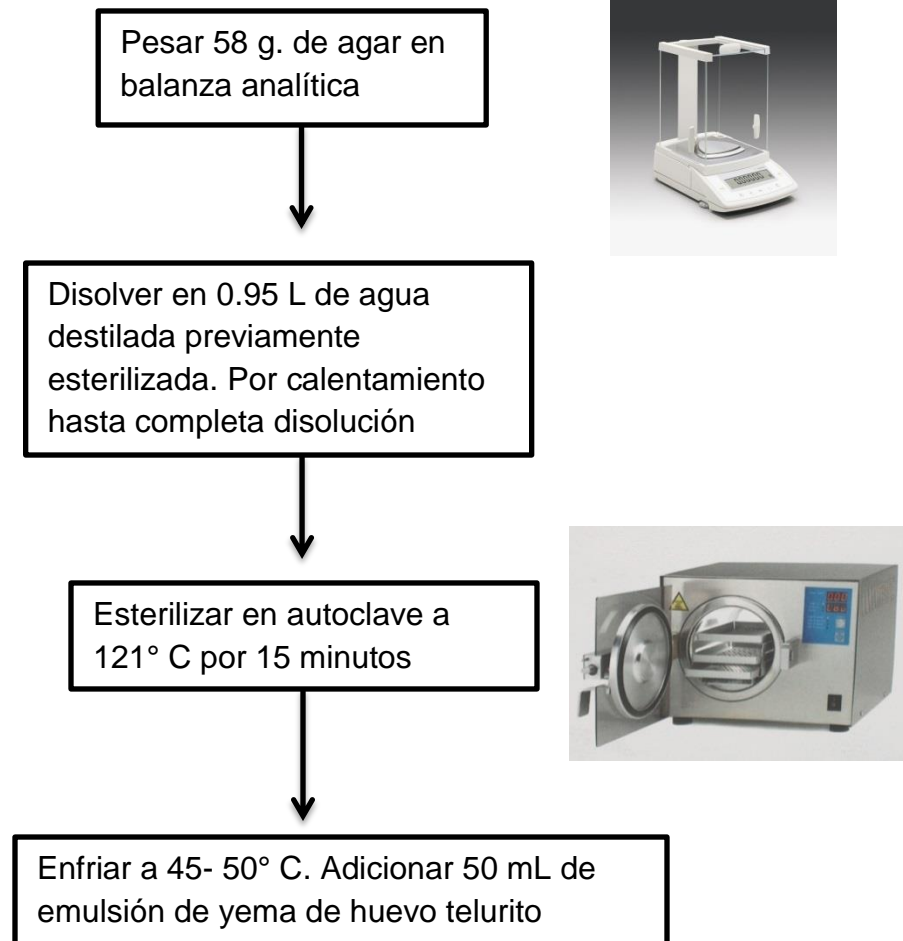 Pesar 58 g. de agar en
balanza analítica
Disolver en 0.95 L de agua
destilada previamente
esterilizada. Por calentamiento
hasta completa disolución
Esterilizar en autoclave a
121° C por 15 minutos
Enfriar a 45- 50° C. Adicionar 50 mL de
emulsión de yema de huevo telurito